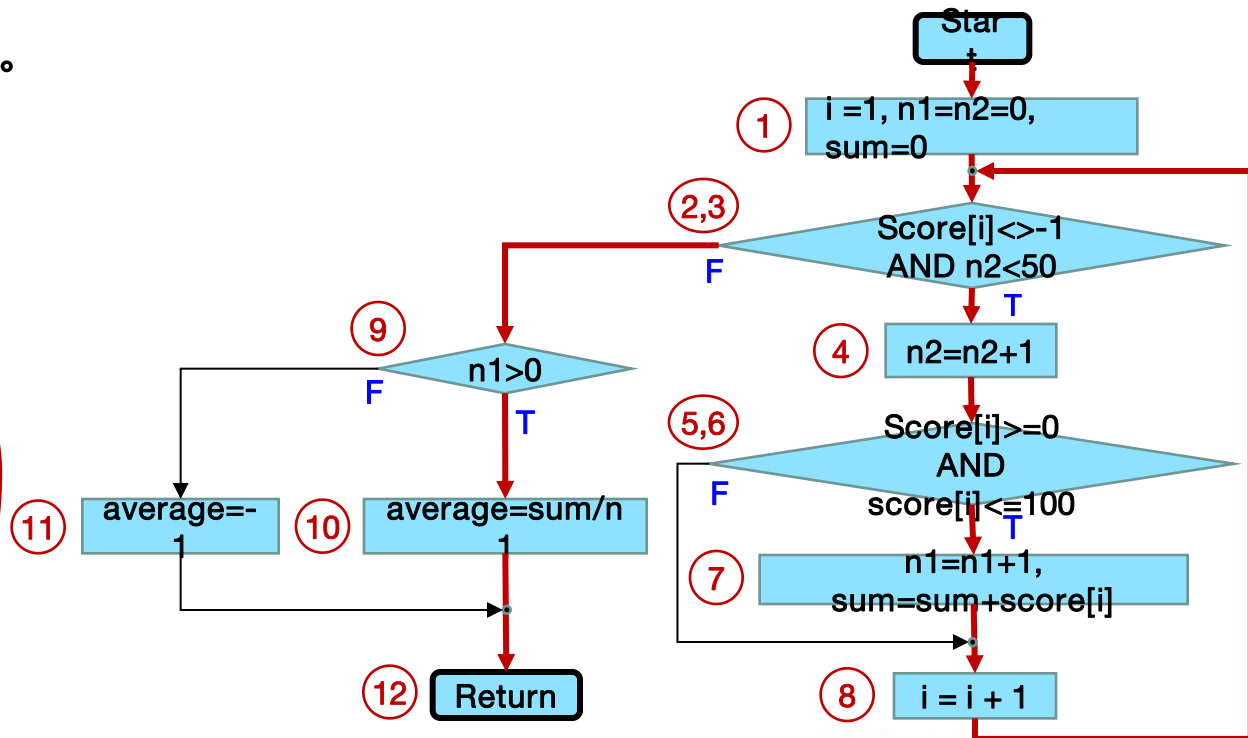 。
Star
t
1
i =1, n1=n2=0,
sum=0
2,3
Score[i]<>-1
AND n2<50
F
T
9
n1>0
F
T
4
n2=n2+1
5,6
Score[i]>=0
AND
score[i]<=100
F
T
11
average=-
1
10
average=sum/n
1
7
n1=n1+1,
sum=sum+score[i]
12
Return
8
i = i + 1